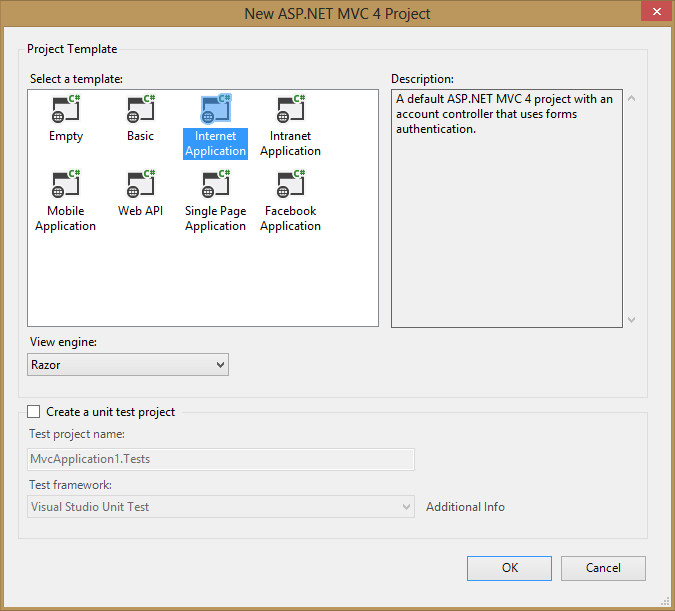 New ASP.NET MVC 4 Project
Project Template
Select a template:
C# C# C# C#
Empty Basic Internet Intranet
Application Application
C# C# C# C#
Mobile Web API Single Page Facebook
Application Application Application
Description:
A default ASP.NET MVC 4 project with an
account controller that uses forms
authentication.
View engine:
Razor
Create a unit test project
Test project name:
MvcApplication1.Tests
Test framework:
Visual Studio Unit Test
Additional Info
OK Cancel